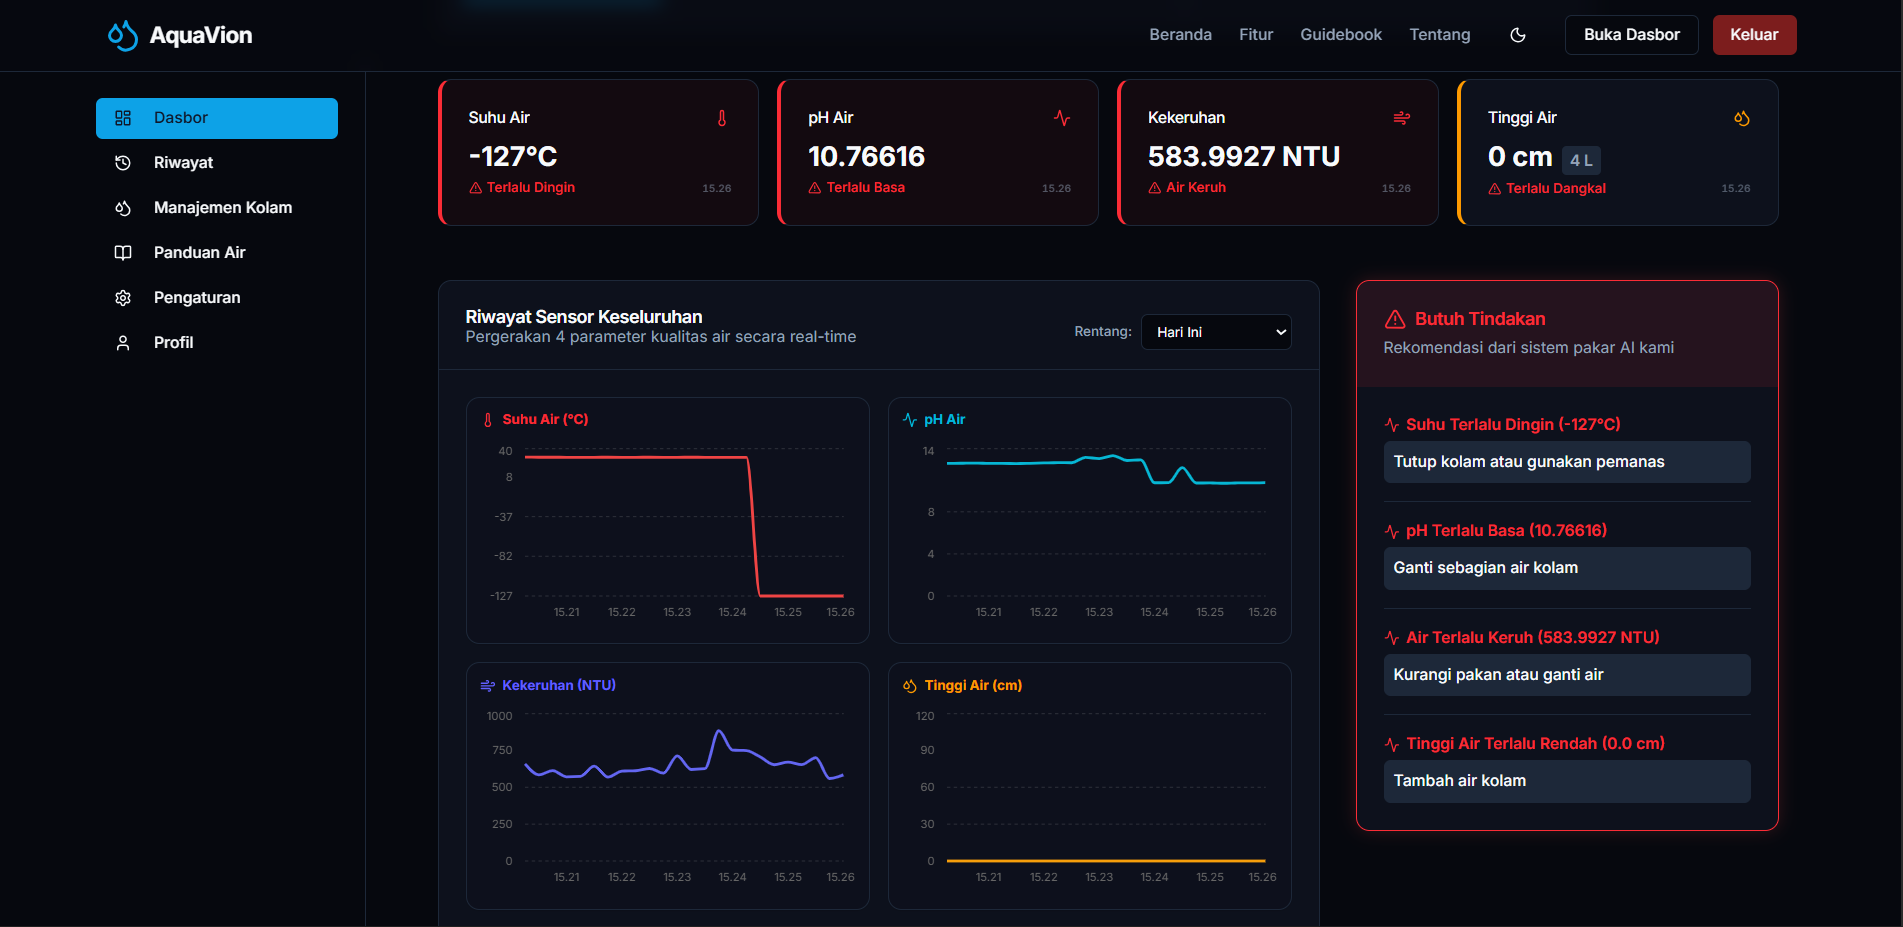 AquaVion
Beranda
Fitur
Guidebook
Tentang
Buka Dasbor
Keluar
Dasbor
Riwayat
Manajemen Kolam
Panduan Air
Pengaturan
Profil
Suhu Air
-127°C
Terlalu Dingin
15.26
pH Air
10.76616
Terlalu Basa
15.26
Kekeruhan
583.9927 NTU
Air Keruh
15.26
Tinggi Air
0 cm 4 L
Terlalu Dangkal
15.26
Riwayat Sensor Keseluruhan
Pergerakan 4 parameter kualitas air secara real-time
Rentang: Hari Ini
Suhu Air (°C)
40
8
-37
-82
-127
15.21 15.22 15.23 15.24 15.25 15.26
pH Air
14
8
4
0
15.21 15.22 15.23 15.24 15.25 15.26
Kekeruhan (NTU)
1000
750
500
250
0
15.21 15.22 15.23 15.24 15.25 15.26
Tinggi Air (cm)
120
90
60
30
0
15.21 15.22 15.23 15.24 15.25 15.26
Butuh Tindakan
Rekomendasi dari sistem pakar AI kami
Suhu Terlalu Dingin (-127°C)
Tutup kolam atau gunakan pemanas
pH Terlalu Basa (10.76616)
Ganti sebagian air kolam
Air Terlalu Keruh (583.9927 NTU)
Kurangi pakan atau ganti air
Tinggi Air Terlalu Rendah (0.0 cm)
Tambah air kolam